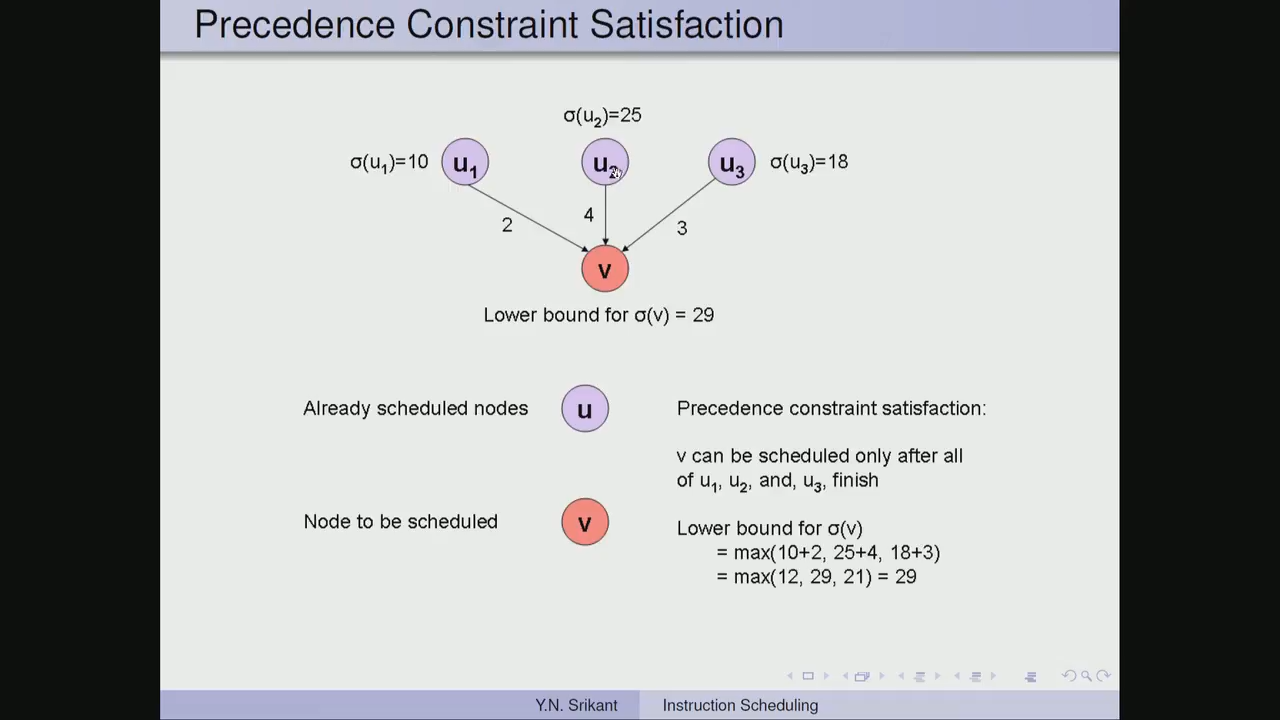 Precedence Constraint Satisfaction
σ(u2)=25
σ(u1)=10 u1 u2 u3 σ(u3)=18
2 4 3
v
Lower bound for σ(v) = 29
Already scheduled nodes u
Precedence constraint satisfaction:
v can be scheduled only after all
of u1, u2, and, u3, finish
Node to be scheduled v
Lower bound for σ(v)
= max(10+2, 25+4, 18+3)
= max(12, 29, 21) = 29
Y.N. Srikant Instruction Scheduling